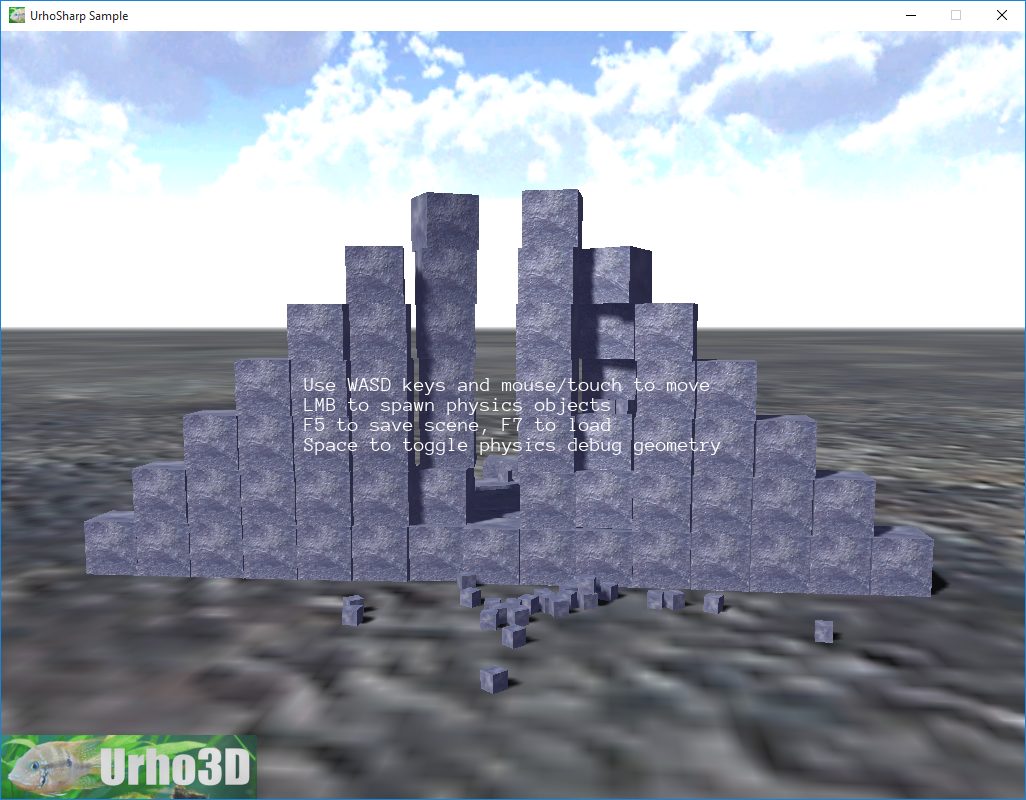 UrhoSharp Sample
Use WASD keys and mouse/touch to move
LMB to spawn physics objects
F5 to save scene, F7 to load
Space to toggle physics debug geometry
Urho3D